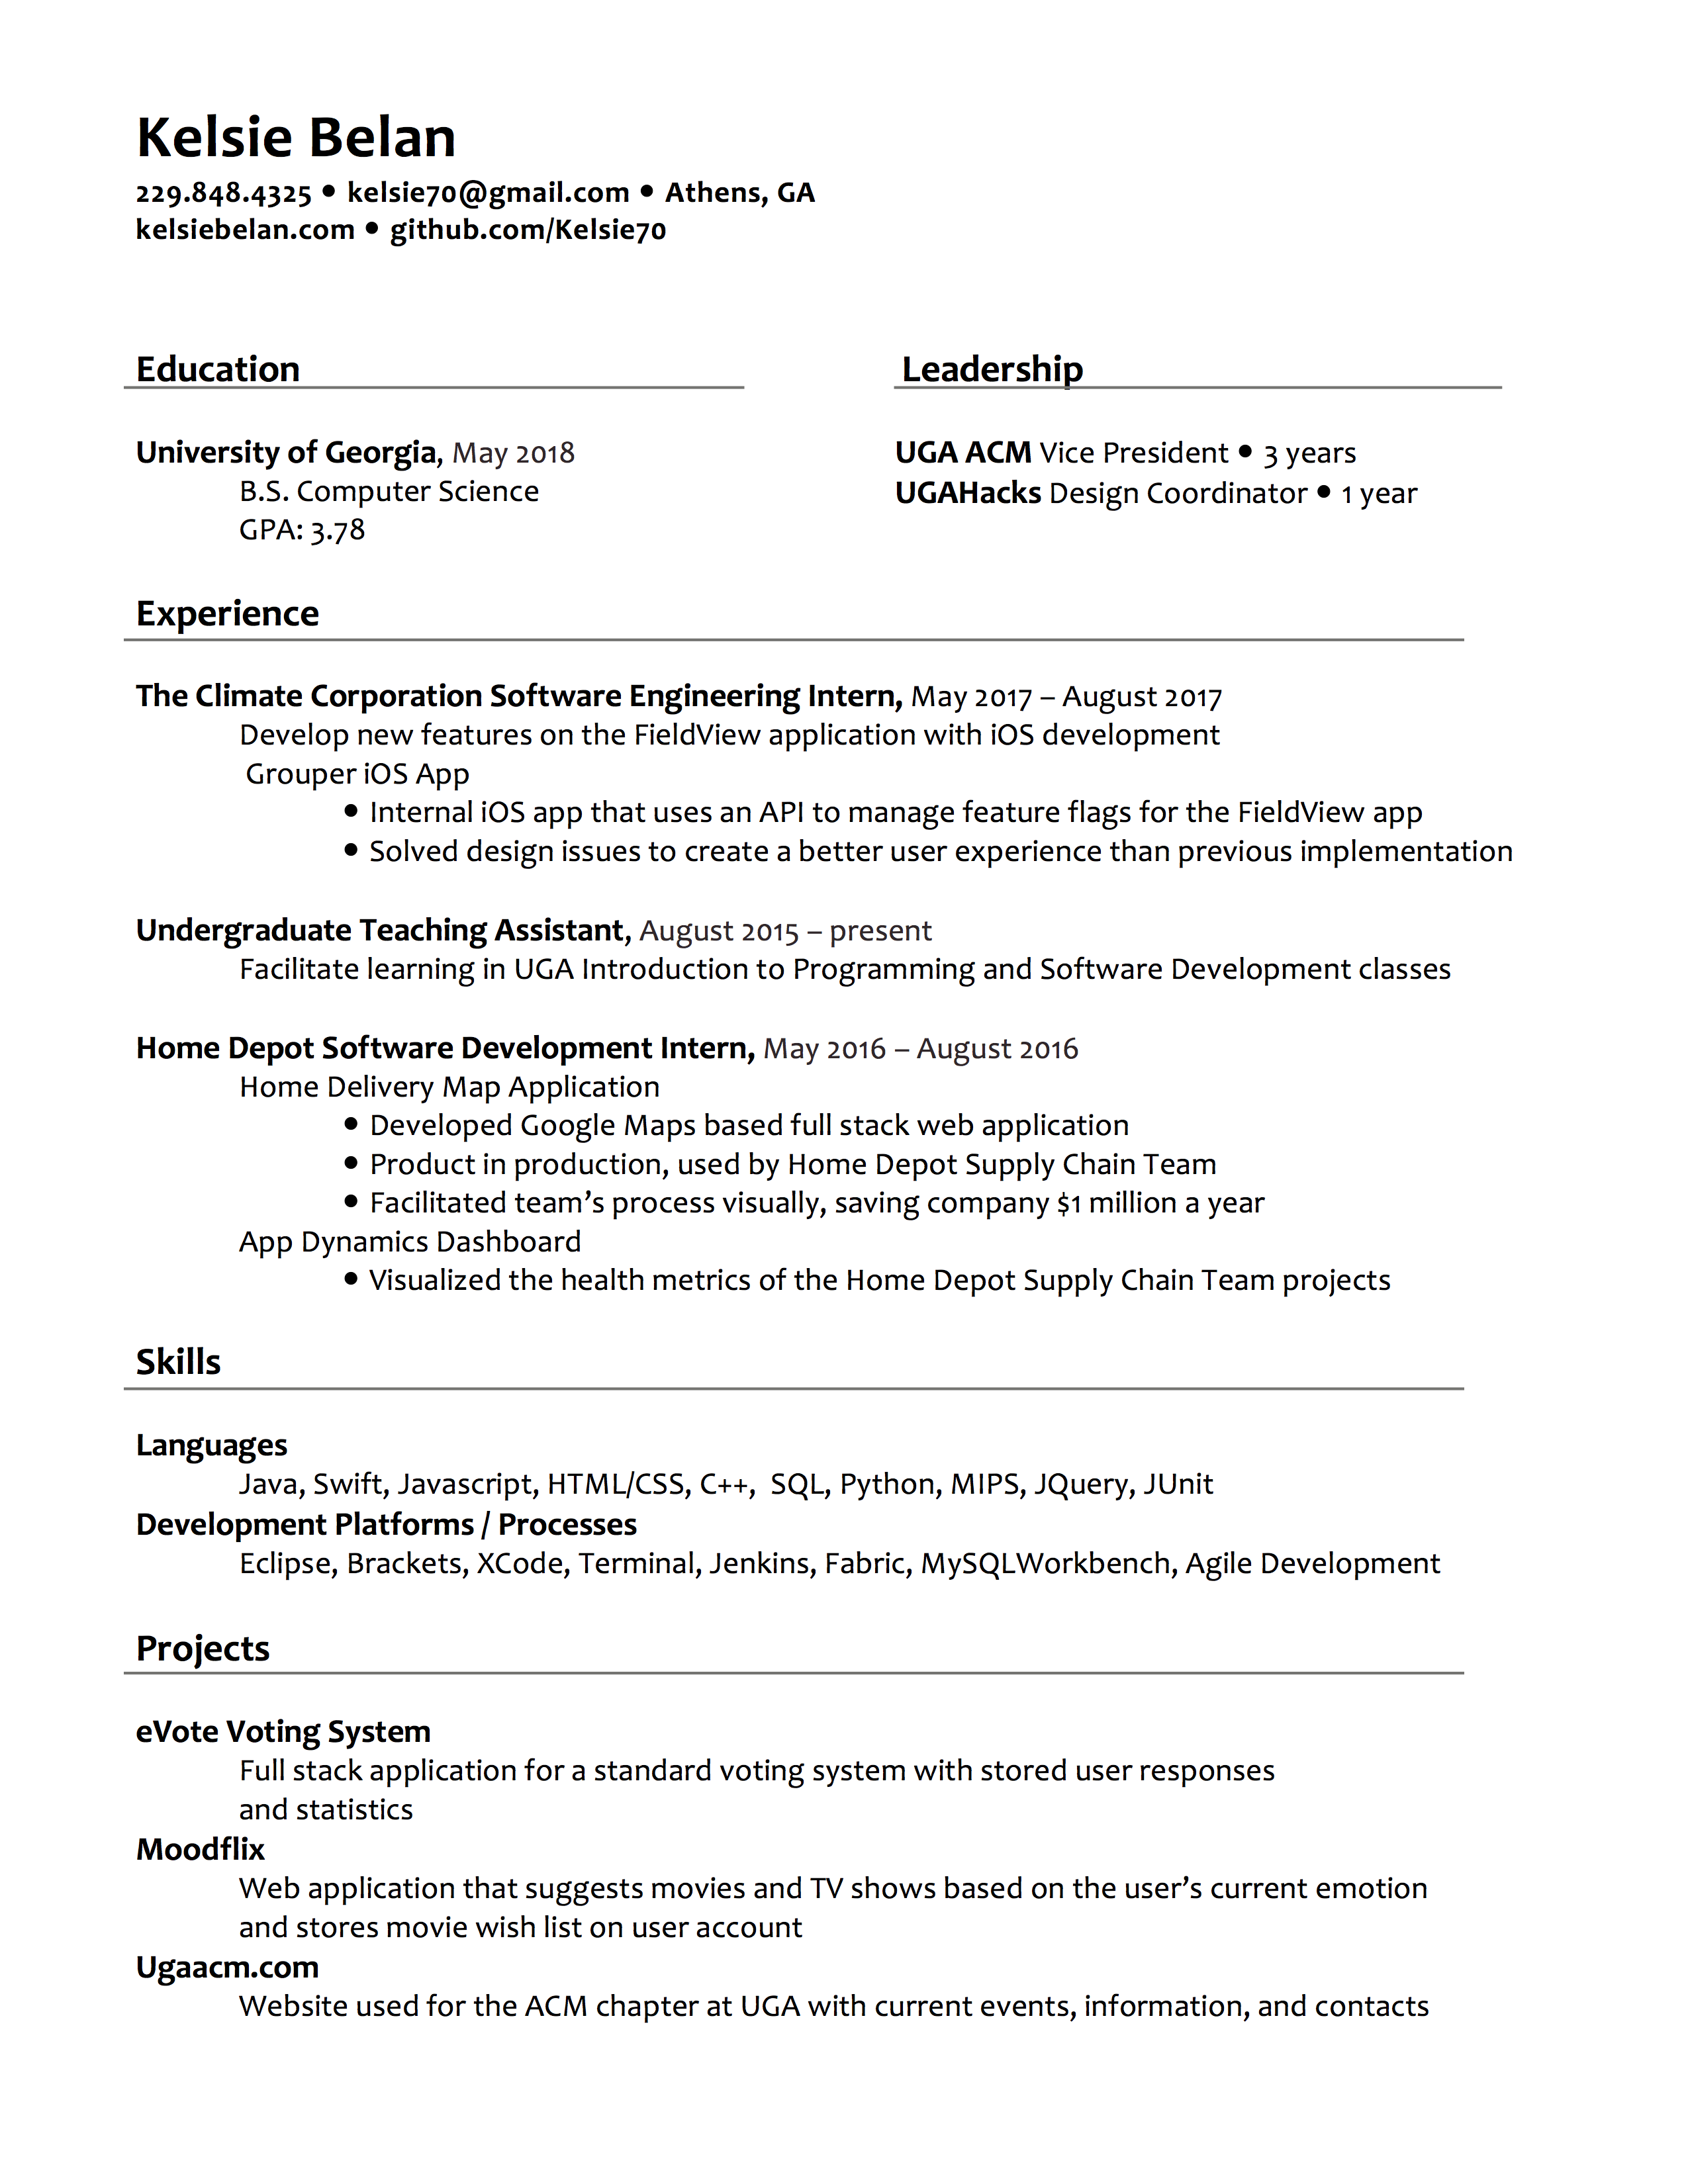 Kelsie Belan
229.848.4325 ● kelsie70@gmail.com ● Athens, GA
kelsiebelan.com ● github.com/Kelsie70
Education
University of Georgia, May 2018
B.S. Computer Science
GPA: 3.78
Leadership
UGA ACM Vice President ● 3 years
UGAHacks Design Coordinator ● 1 year
Experience
The Climate Corporation Software Engineering Intern, May 2017 – August 2017
Develop new features on the FieldView application with iOS development
Grouper iOS App
● Internal iOS app that uses an API to manage feature flags for the FieldView app
● Solved design issues to create a better user experience than previous implementation
Undergraduate Teaching Assistant, August 2015 – present
Facilitate learning in UGA Introduction to Programming and Software Development classes
Home Depot Software Development Intern, May 2016 – August 2016
Home Delivery Map Application
● Developed Google Maps based full stack web application
● Product in production, used by Home Depot Supply Chain Team
● Facilitated team’s process visually, saving company $1 million a year
App Dynamics Dashboard
● Visualized the health metrics of the Home Depot Supply Chain Team projects
Skills
Languages
Java, Swift, Javascript, HTML/CSS, C++,  SQL, Python, MIPS, JQuery, JUnit
Development Platforms / Processes
Eclipse, Brackets, XCode, Terminal, Jenkins, Fabric, MySQLWorkbench, Agile Development
Projects
eVote Voting System
Full stack application for a standard voting system with stored user responses
and statistics
Moodflix
Web application that suggests movies and TV shows based on the user’s current emotion
and stores movie wish list on user account
Ugaacm.com
Website used for the ACM chapter at UGA with current events, information, and contacts